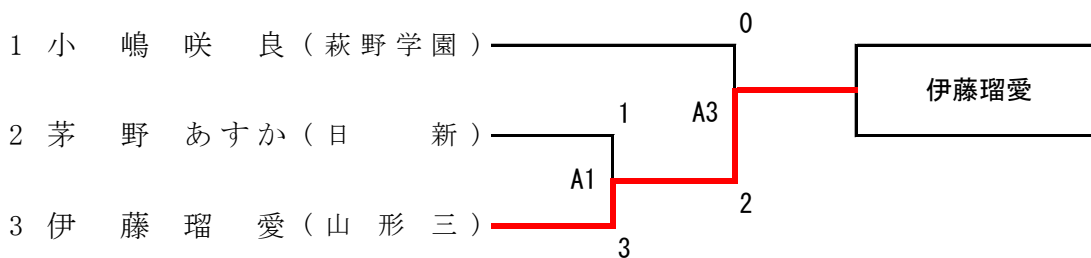 0
1 小嶋咲良(萩野学園)
伊藤瑠愛
1 A3
2 茅野あすか(日新)
A1
2
3 伊藤瑠愛(山形三)
3